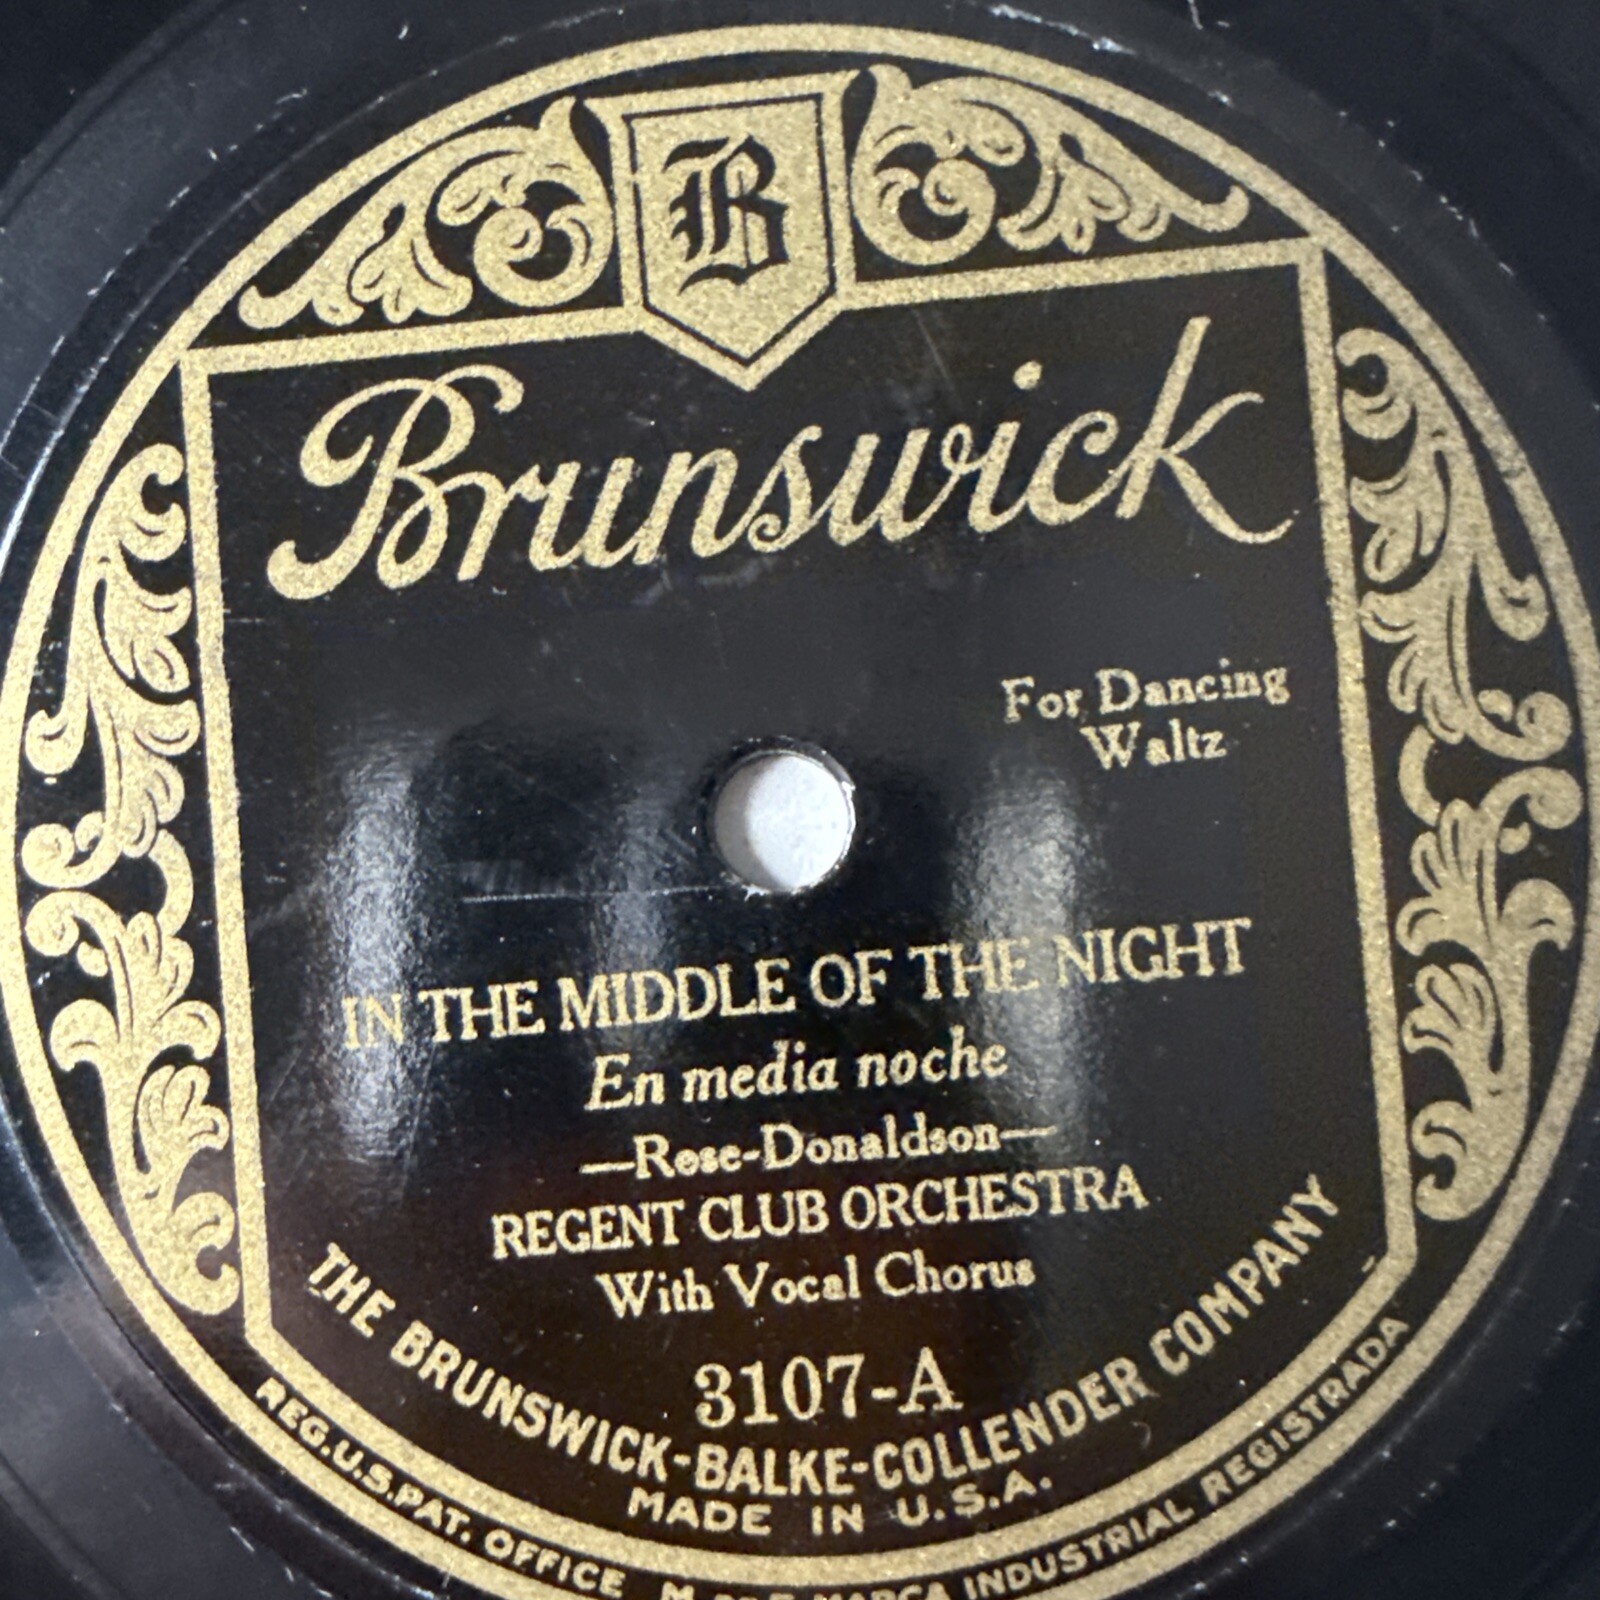 B
Brunswick
For Dancing
Waltz
IN THE MIDDLE OF THE NIGHT
En media noche
—Rose-Donaldson—
REGENT CLUB ORCHESTRA
With Vocal Chorus
3107-A
THE BRUNSWICK-BALKE-COLLENDER COMPANY
MADE IN U.S.A.
REG.U.S.PAT. OFFICE M. DE F. MARCA INDUSTRIAL REGISTRADA